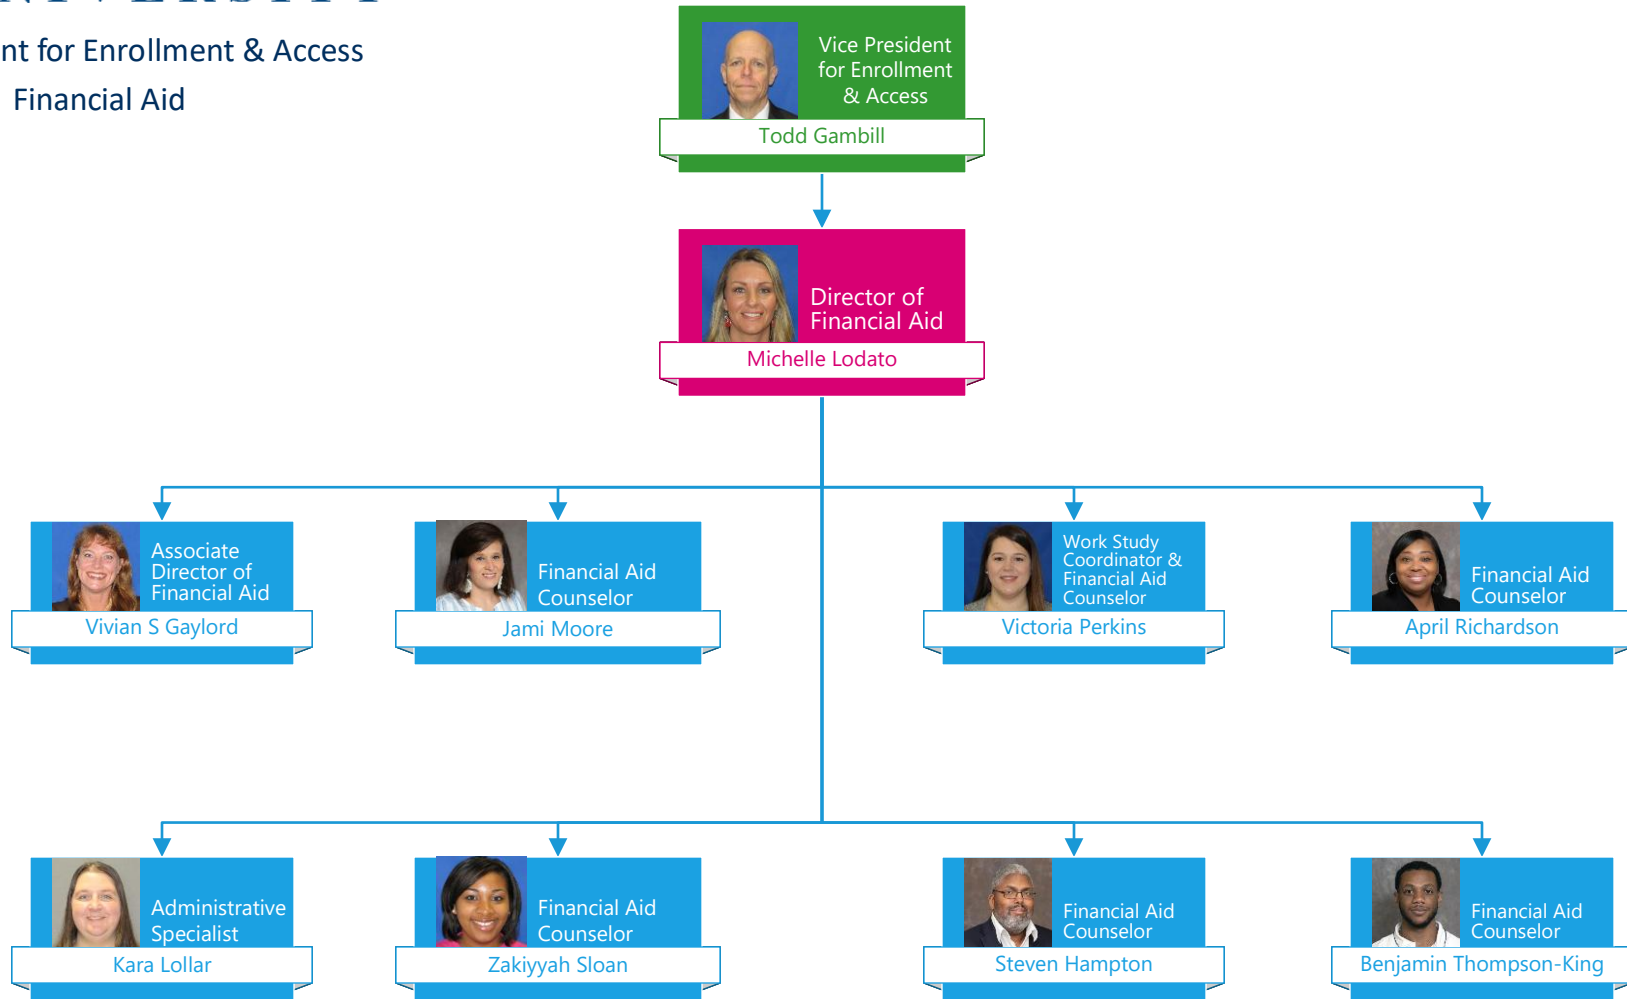 nt for Enrollment & Access
Financial Aid
Vice President
for Enrollment
& Access
Todd Gambill
Director of
Financial Aid
Michelle Lodato
Associate
Director of
Financial Aid
Vivian S Gaylord
Financial Aid
Counselor
Jami Moore
Work Study
Coordinator &
Financial Aid
Counselor
Victoria Perkins
Financial Aid
Counselor
April Richardson
Administrative
Specialist
Kara Lollar
Financial Aid
Counselor
Zakiyyah Sloan
Financial Aid
Counselor
Steven Hampton
Financial Aid
Counselor
Benjamin Thompson-King